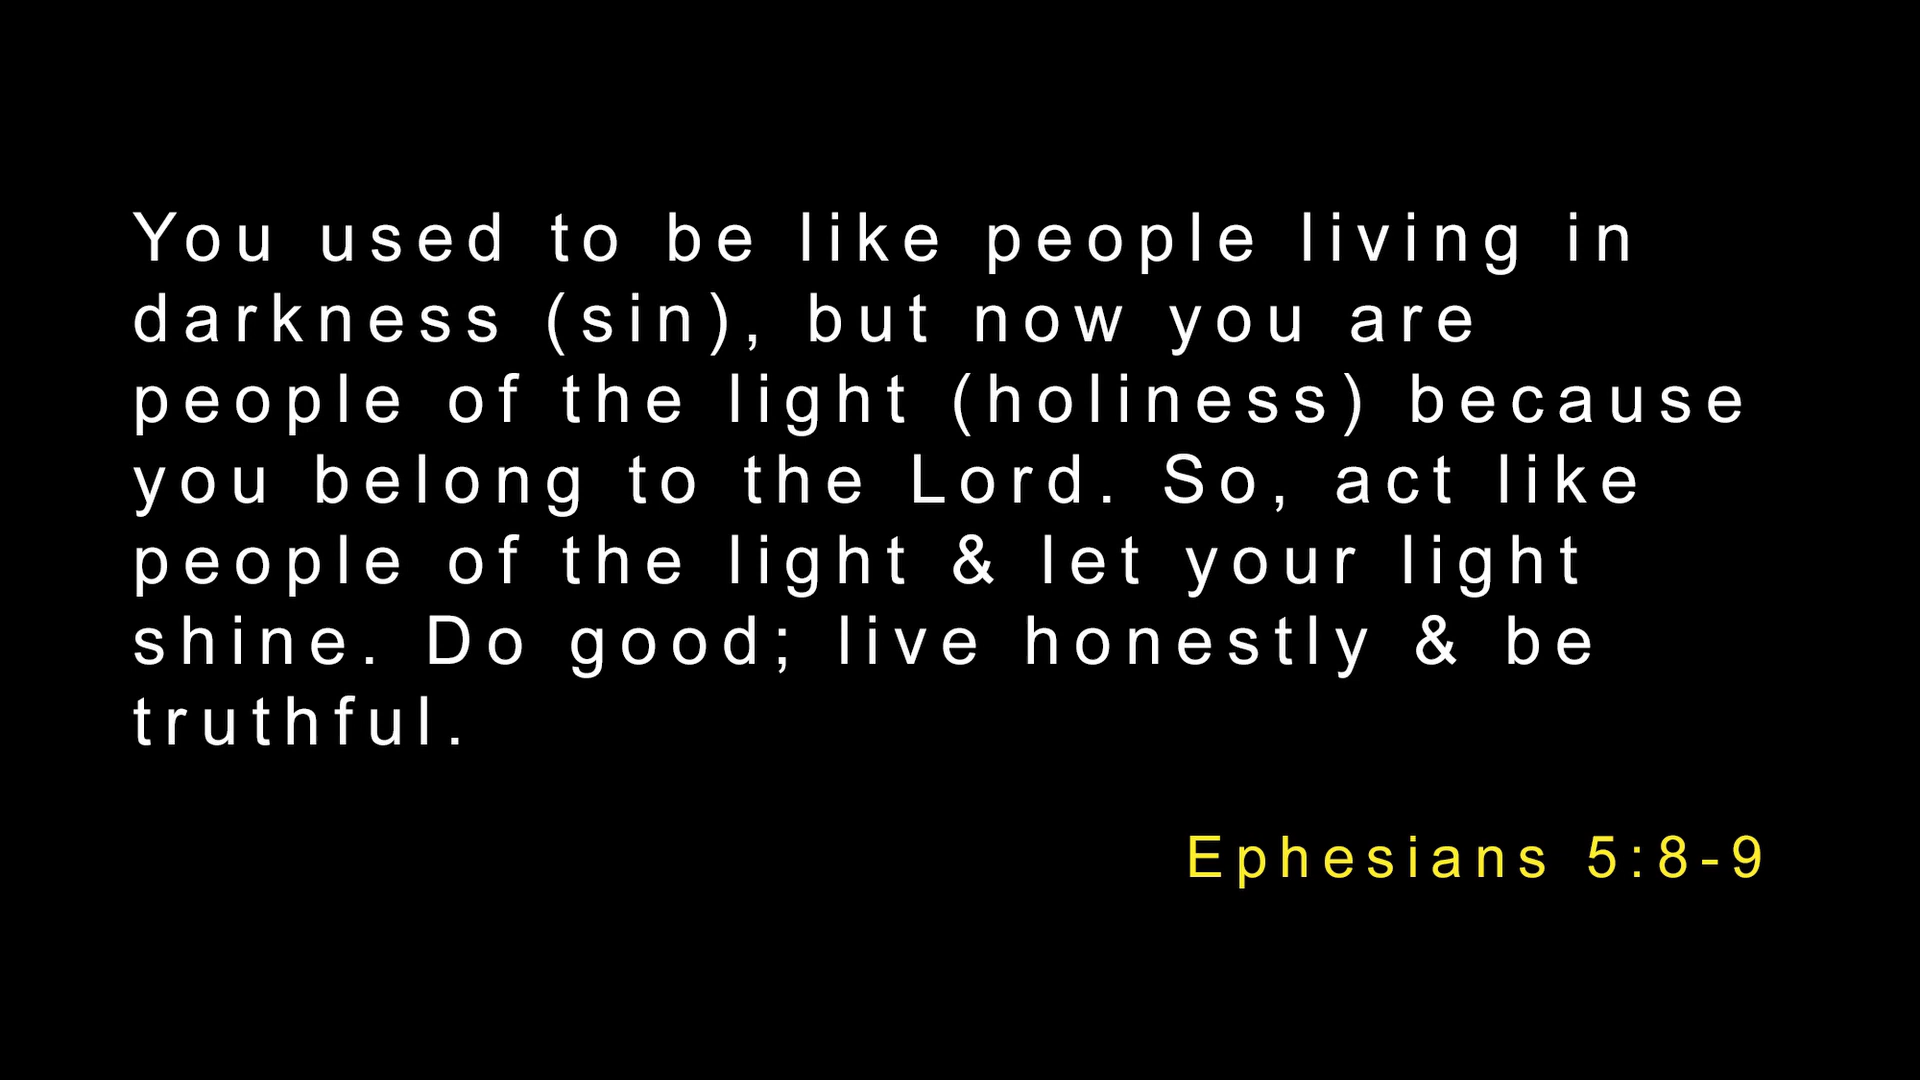 You used to be like people living in
darkness (sin), but now you are
people of the light (holiness) because
you belong to the Lord. So, act like
people of the light & let your light
shine. Do good; live honestly & be
truthful.
Ephesians 5:8-9